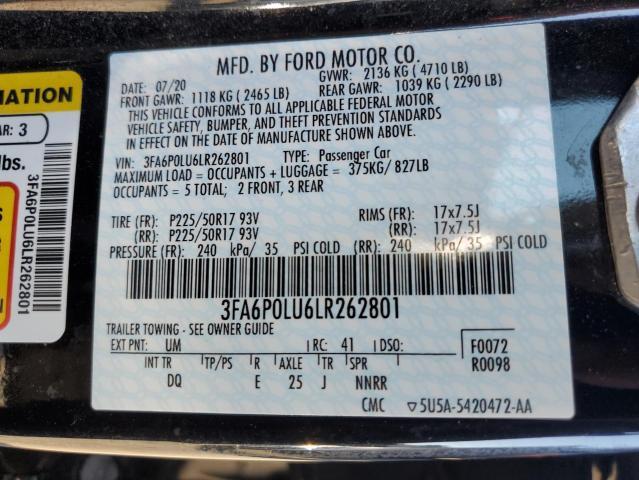 MFD. BY FORD MOTOR CO.
DATE: 07/20 GVWR: 2136 KG ( 4710 LB)
FRONT GAWR: 1118 KG ( 2465 LB) REAR GAWR: 1039 KG ( 2290 LB)
THIS VEHICLE CONFORMS TO ALL APPLICABLE FEDERAL MOTOR
VEHICLE SAFETY, BUMPER, AND THEFT PREVENTION STANDARDS
IN EFFECT ON THE DATE OF MANUFACTURE SHOWN ABOVE.
VIN: 3FA6P0LU6LR262801 TYPE: Passenger Car
MAXIMUM LOAD = OCCUPANTS + LUGGAGE = 375KG/ 827LB
OCCUPANTS = 5 TOTAL; 2 FRONT, 3 REAR
TIRE (FR): P225/50R17 93V RIMS (FR): 17x7.5J
(RR): P225/50R17 93V (RR): 17x7.5J
PRESSURE (FR): 240 kPa/ 35 PSI COLD (RR): 240 kPa/ 35 PSI COLD
3FA6P0LU6LR262801
TRAILER TOWING - SEE OWNER GUIDE
EXT PNT: UM RC: 41 DSO: F0072
INT TR TP/PS R AXLE TR SPR R0098
DQ E 25 J NNRR
CMC ▽5U5A-5420472-AA
MATION
AR: 3
lbs.
3FA6P0LU6LR262801